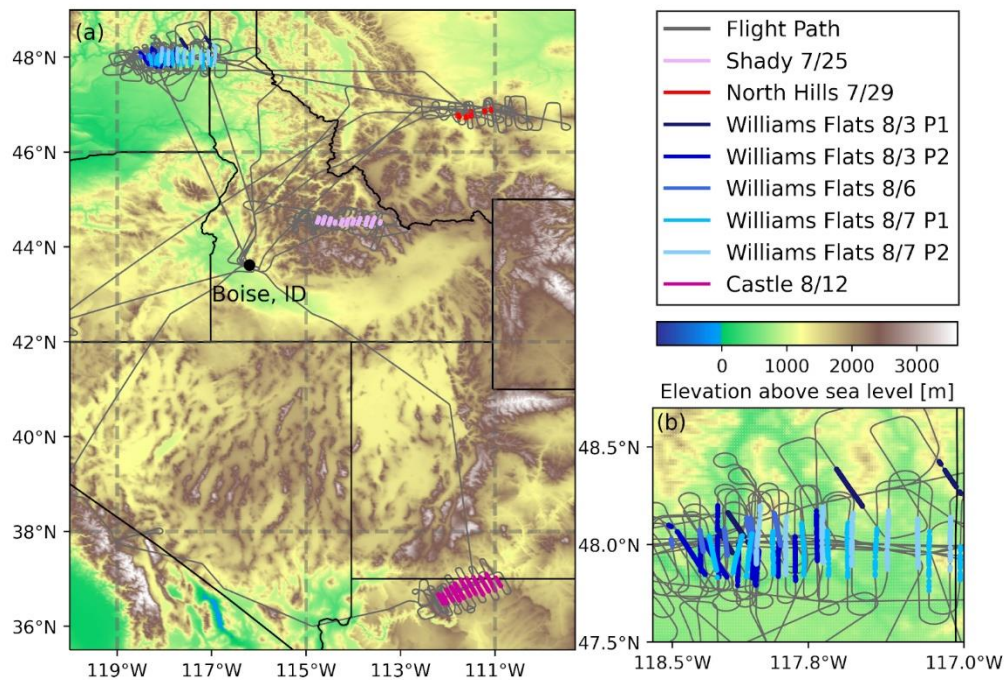 (a)
48°N
46°N
44°N
42°N
40°N
38°N
36°N
119°W
117°W
115°W
113°W
111°W
Boise, ID
Flight Path
Shady 7/25
North Hills 7/29
Williams Flats 8/3 P1
Williams Flats 8/3 P2
Williams Flats 8/6
Williams Flats 8/7 P1
Williams Flats 8/7 P2
Castle 8/12
0
1000
2000
3000
Elevation above sea level [m]
(b)
48.5°N
48.0°N
47.5°N
118.5°W
117.8°W
117.0°W